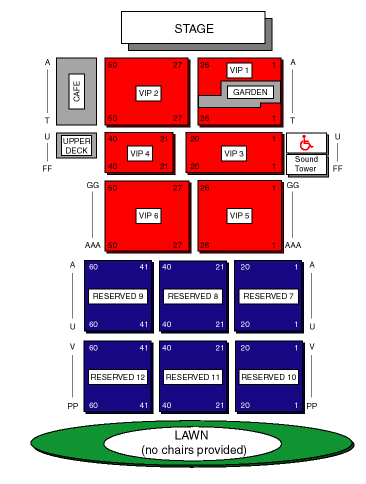 STAGE
A A
50 27 26 1
VIP 1
CAFE VIP 2 GARDEN
T 50 27 26 1 T
U 40 21 20 1 U
UPPER
DECK VIP 4 VIP 3
Sound
Tower
FF 40 21 20 1 FF
GG 50 27 26 1 GG
VIP 6 VIP 5
AAA 50 27 26 1 AAA
A 60 41 40 21 20 1 A
RESERVED 9 RESERVED 8 RESERVED 7
U 60 41 40 21 20 1 U
V 60 41 40 21 20 1 V
RESERVED 12 RESERVED 11 RESERVED 10
PP 60 41 40 21 20 1 PP
LAWN
(no chairs provided)